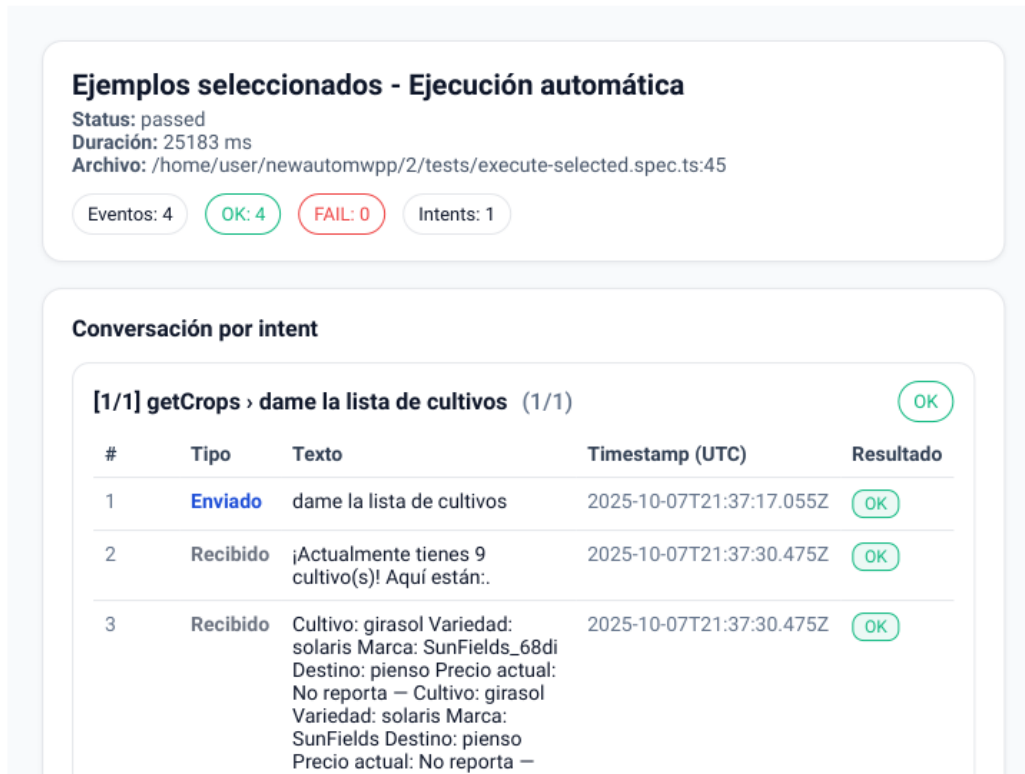 Ejemplos seleccionados - Ejecución automática
Status: passed
Duración: 25183 ms
Archivo: /home/user/newautomwpp/2/tests/execute-selected.spec.ts:45
Eventos: 4 OK: 4 FAIL: 0 Intents: 1
Conversación por intent
[1/1] getCrops › dame la lista de cultivos (1/1) OK
# Tipo Texto Timestamp (UTC) Resultado
1 Enviado dame la lista de cultivos 2025-10-07T21:37:17.055Z OK
2 Recibido ¡Actualmente tienes 9 2025-10-07T21:37:30.475Z OK
cultivo(s)! Aquí están:.
3 Recibido Cultivo: girasol Variedad: 2025-10-07T21:37:30.475Z OK
solaris Marca: SunFields_68di
Destino: pienso Precio actual:
No reporta — Cultivo: girasol
Variedad: solaris Marca:
SunFields Destino: pienso
Precio actual: No reporta —